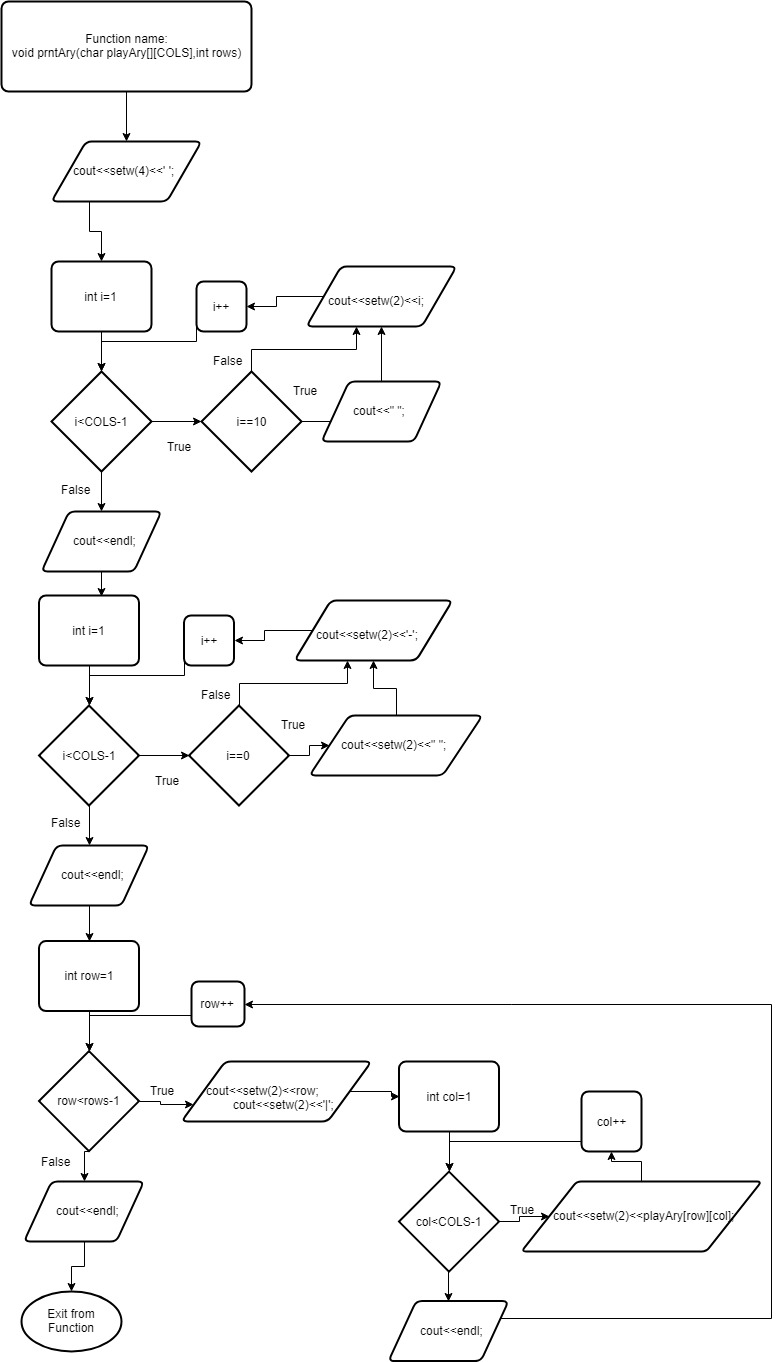 Function name:
void prntAry(char playAry[][COLS],int rows)
cout<<setw(4)<<' ';
int i=1
i++
cout<<setw(2)<<i;
False
True
i<COLS-1
i==10
cout<<" ";
True
False
cout<<endl;
int i=1
i++
cout<<setw(2)<<'-';
False
True
i<COLS-1
i==0
cout<<setw(2)<<" ";
True
False
cout<<endl;
int row=1
row++
row<rows-1
True
cout<<setw(2)<<row;
cout<<setw(2)<<'|';
int col=1
col++
False
cout<<endl;
col<COLS-1
True
cout<<setw(2)<<playAry[row][col];
Exit from
Function
cout<<endl;